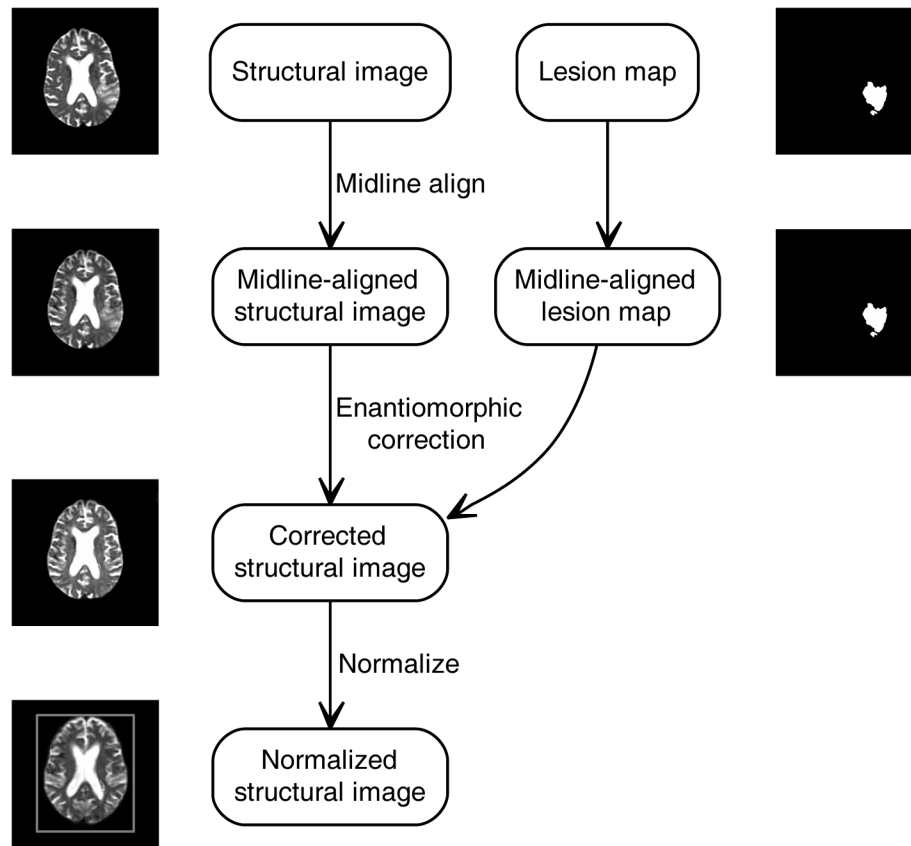 Structural image
Lesion map
Midline align
Midline-aligned
structural image
Midline-aligned
lesion map
Enantiomorphic
correction
Corrected
structural image
Normalize
Normalized
structural image